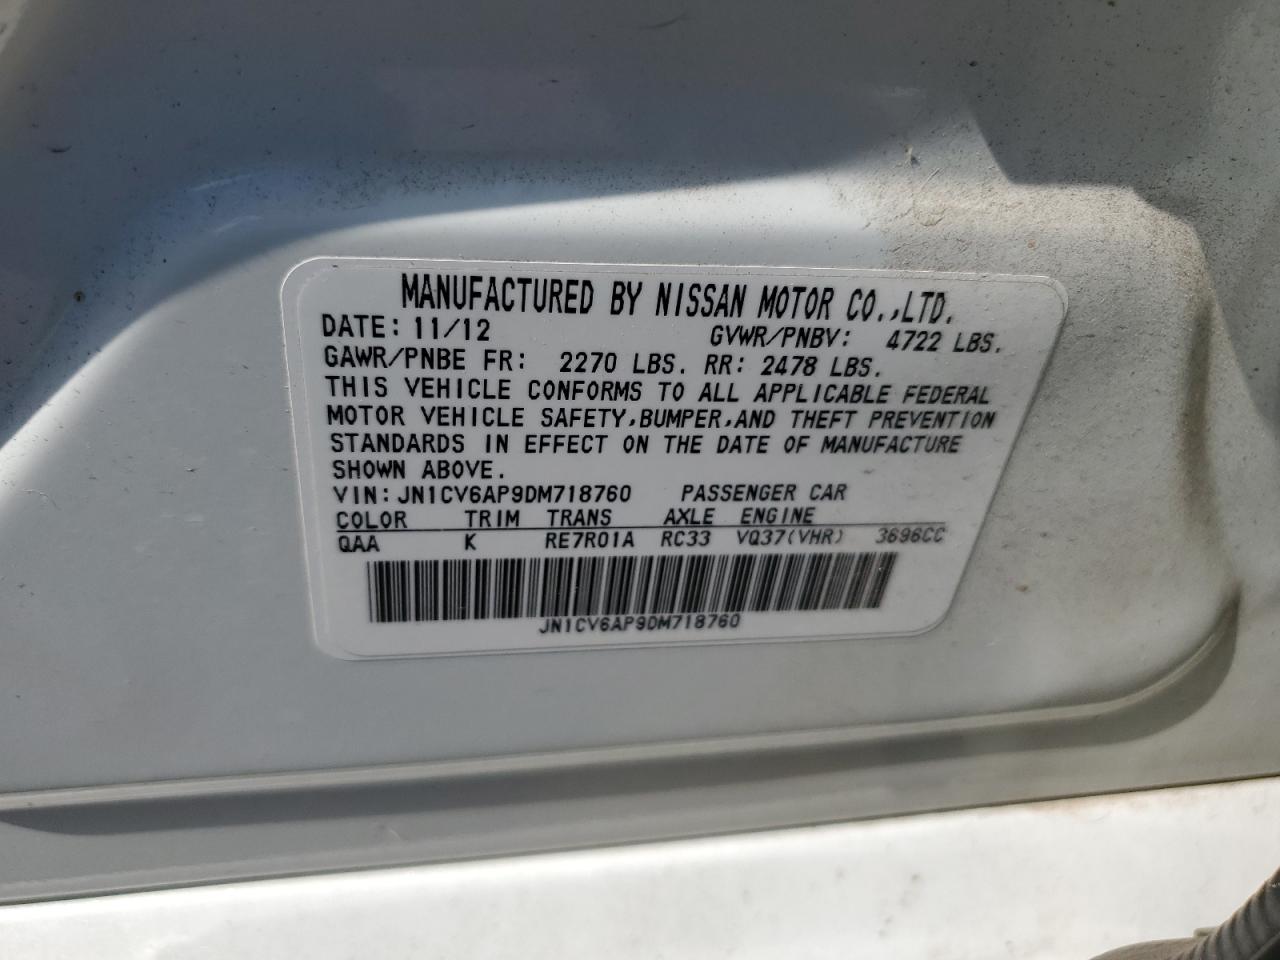 MANUFACTURED BY NISSAN MOTOR CO.,LTD.
DATE: 11/12 GVWR/PNBV: 4722 LBS.
GAWR/PNBE FR: 2270 LBS. RR: 2478 LBS.
THIS VEHICLE CONFORMS TO ALL APPLICABLE FEDERAL
MOTOR VEHICLE SAFETY,BUMPER,AND THEFT PREVENTION
STANDARDS IN EFFECT ON THE DATE OF MANUFACTURE
SHOWN ABOVE.
VIN: JN1CV6AP9DM718760 PASSENGER CAR
COLOR TRIM TRANS AXLE ENGINE
QAA K RE7R01A RC33 VQ37(VHR) 3696CC
JN1CV6AP9DM718760